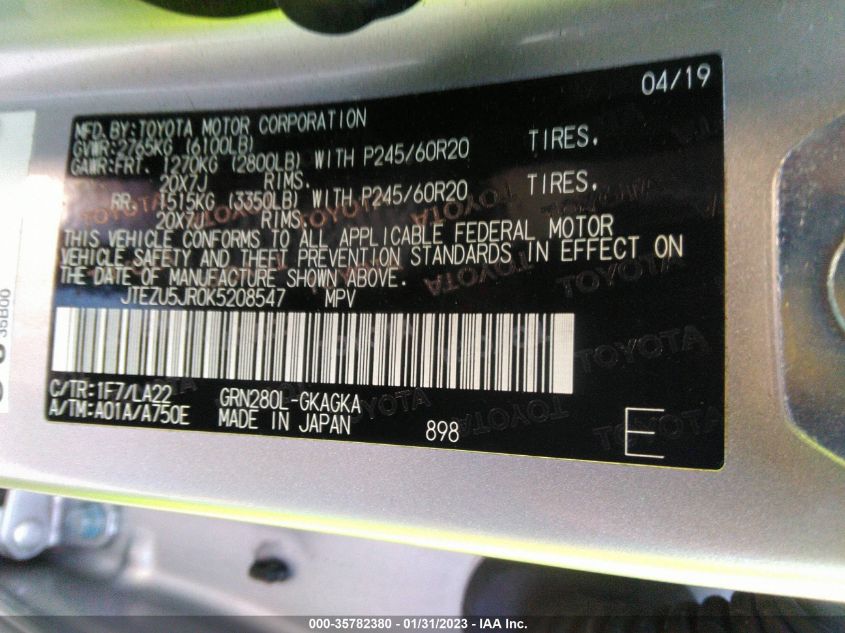 04/19
MFD.BY:TOYOTA MOTOR CORPORATION
GVWR:2765KG (6100LB)
GAWR:FRT. 1270KG (2800LB) WITH P245/60R20 TIRES.
20X7J RIMS.
RR. 1515KG (3350LB) WITH P245/60R20 TIRES.
20X7J RIMS.
THIS VEHICLE CONFORMS TO ALL APPLICABLE FEDERAL MOTOR
VEHICLE SAFETY AND THEFT PREVENTION STANDARDS IN EFFECT ON
THE DATE OF MANUFACTURE SHOWN ABOVE.
JTEZU5JR0K5208547 MPV
C/TR:1F7/LA22 GRN280L-GKAGKA
A/TM:A01A/A750E MADE IN JAPAN 898 E
35B00
TOYOTA
000-35782380 - 01/31/2023 - IAA Inc.